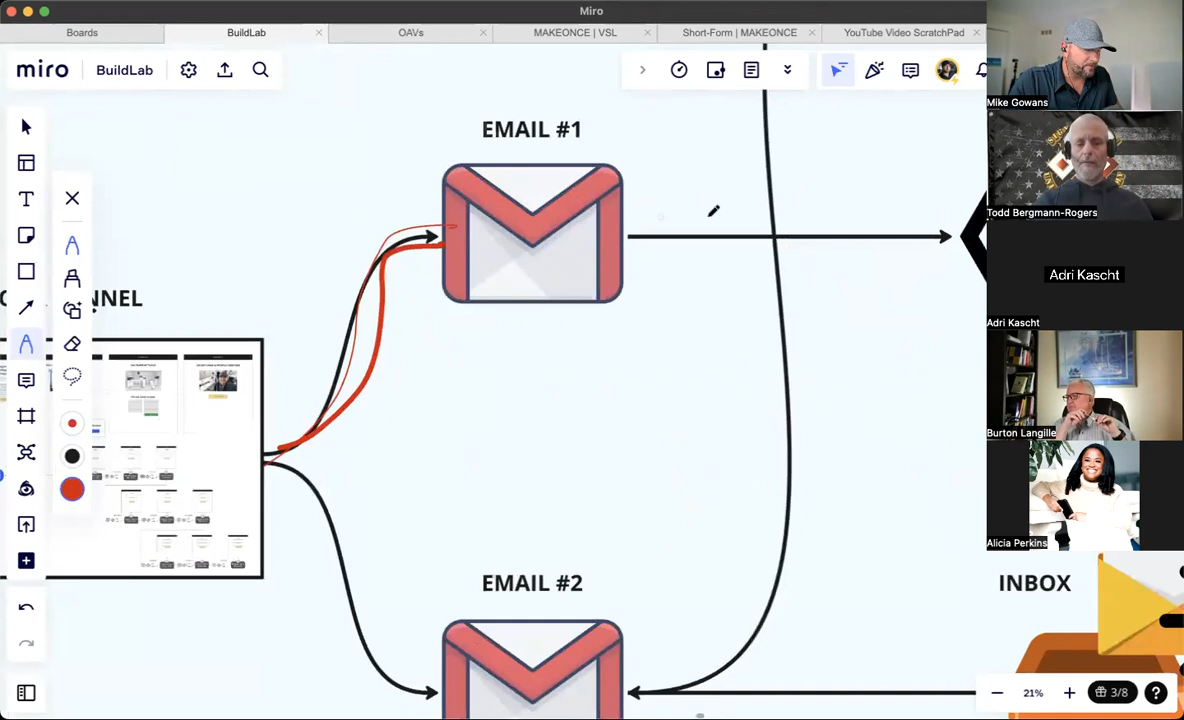 Miro
Boards
BuildLab
OAVs
MAKEONCE | VSL
Short-Form | MAKEONCE
YouTube Video ScratchPad
miro
BuildLab
EMAIL #1
NNEL
EMAIL #2
INBOX
21%
3/8
Mike Gowans
Todd Bergmann-Rogers
Adri Kascht
Adri Kascht
Burton Langille
Alicia Perkins